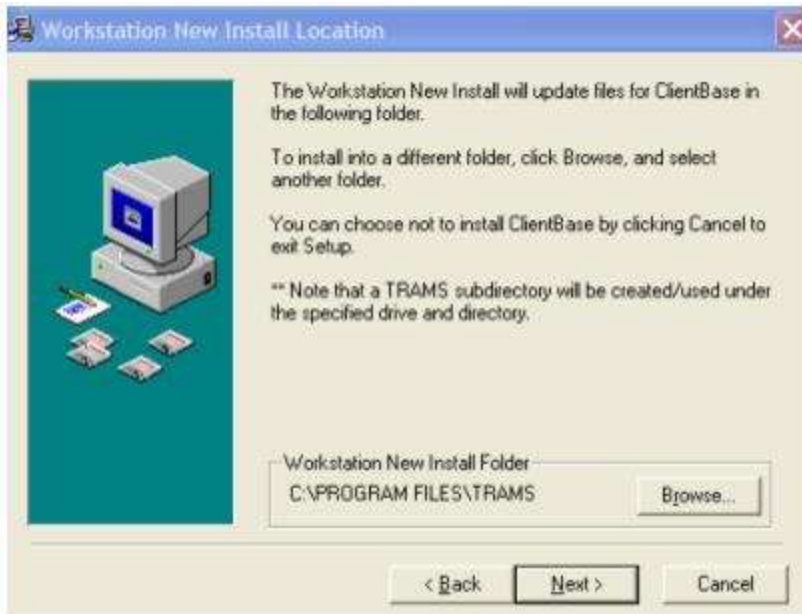 Workstation New Install Location
The Workstation New Install will update files for ClientBase in
the following folder.
To install into a different folder, click Browse, and select
another folder.
You can choose not to install ClientBase by clicking Cancel to
exit Setup.
** Note that a TRAMS subdirectory will be created/used under
the specified drive and directory.
Workstation New Install Folder
C:\PROGRAM FILES\TRAMS
Browse...
< Back
Next >
Cancel